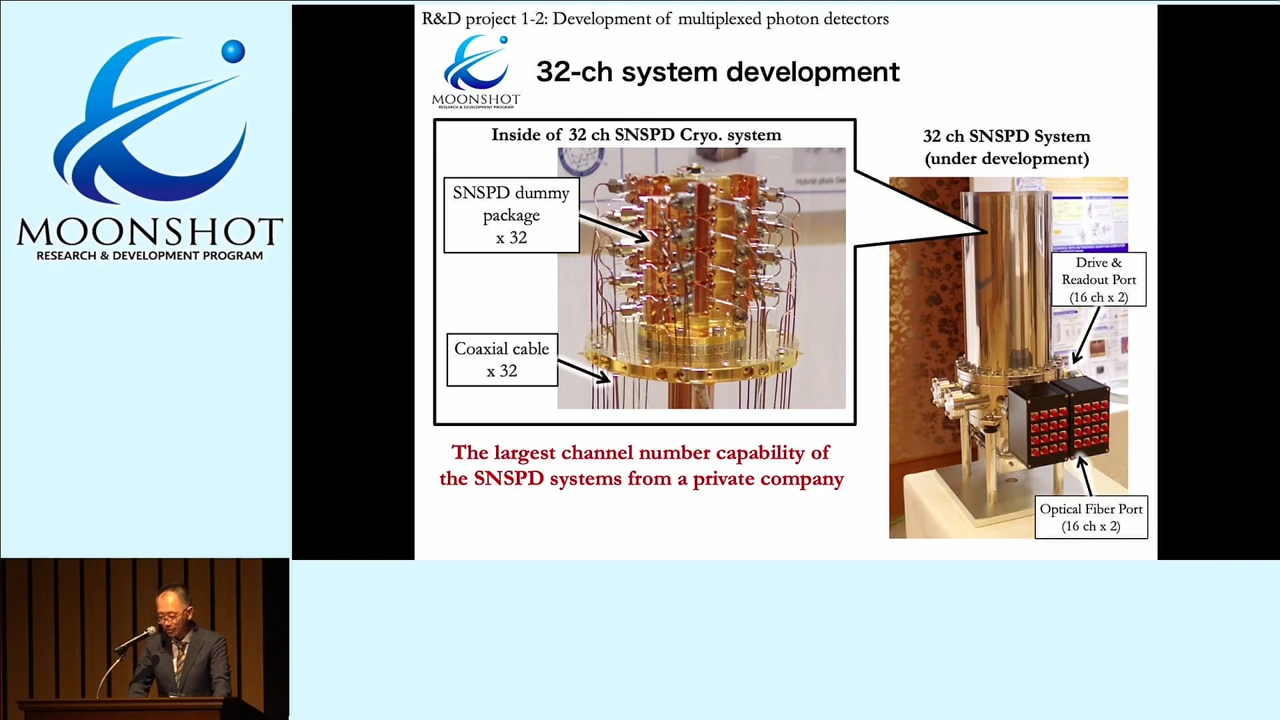 MOONSHOT
RESEARCH & DEVELOPMENT PROGRAM
R&D project 1-2: Development of multiplexed photon detectors
MOONSHOT
RESEARCH & DEVELOPMENT PROGRAM
32-ch system development
Inside of 32 ch SNSPD Cryo. system
SNSPD dummy
package
x 32
Coaxial cable
x 32
The largest channel number capability of
the SNSPD systems from a private company
32 ch SNSPD System
(under development)
Drive &
Readout Port
(16 ch x 2)
Optical Fiber Port
(16 ch x 2)